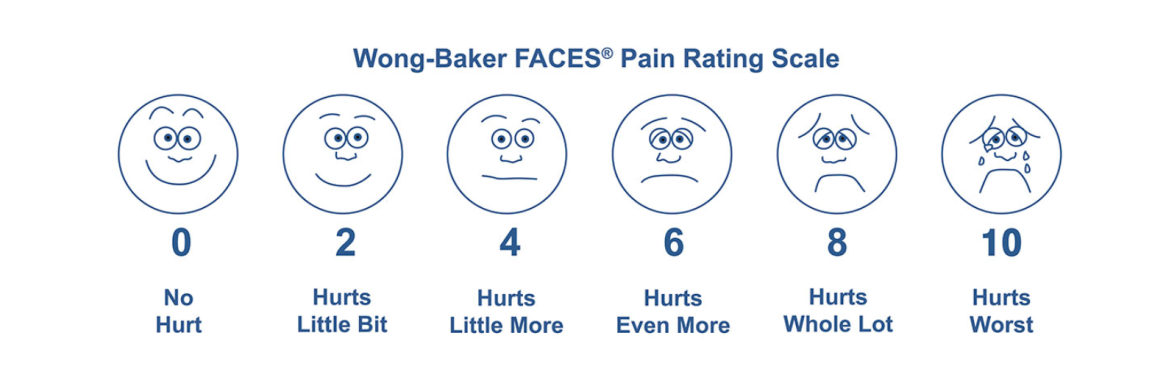 Wong-Baker FACES® Pain Rating Scale
0 2 4 6 8 10
No Hurts Hurts Hurts Hurts Hurts
Hurt Little Bit Little More Even More Whole Lot Worst